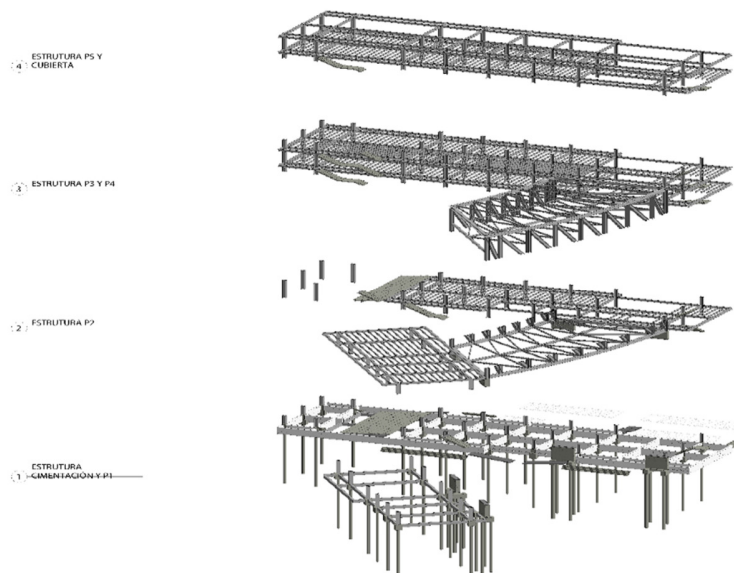 4
ESTRUTURA P5 Y
CUBIERTA
3
ESTRUTURA P3 Y P4
2
ESTRUTURA P2
1
ESTRUTURA
CIMENTACIÓN Y P1